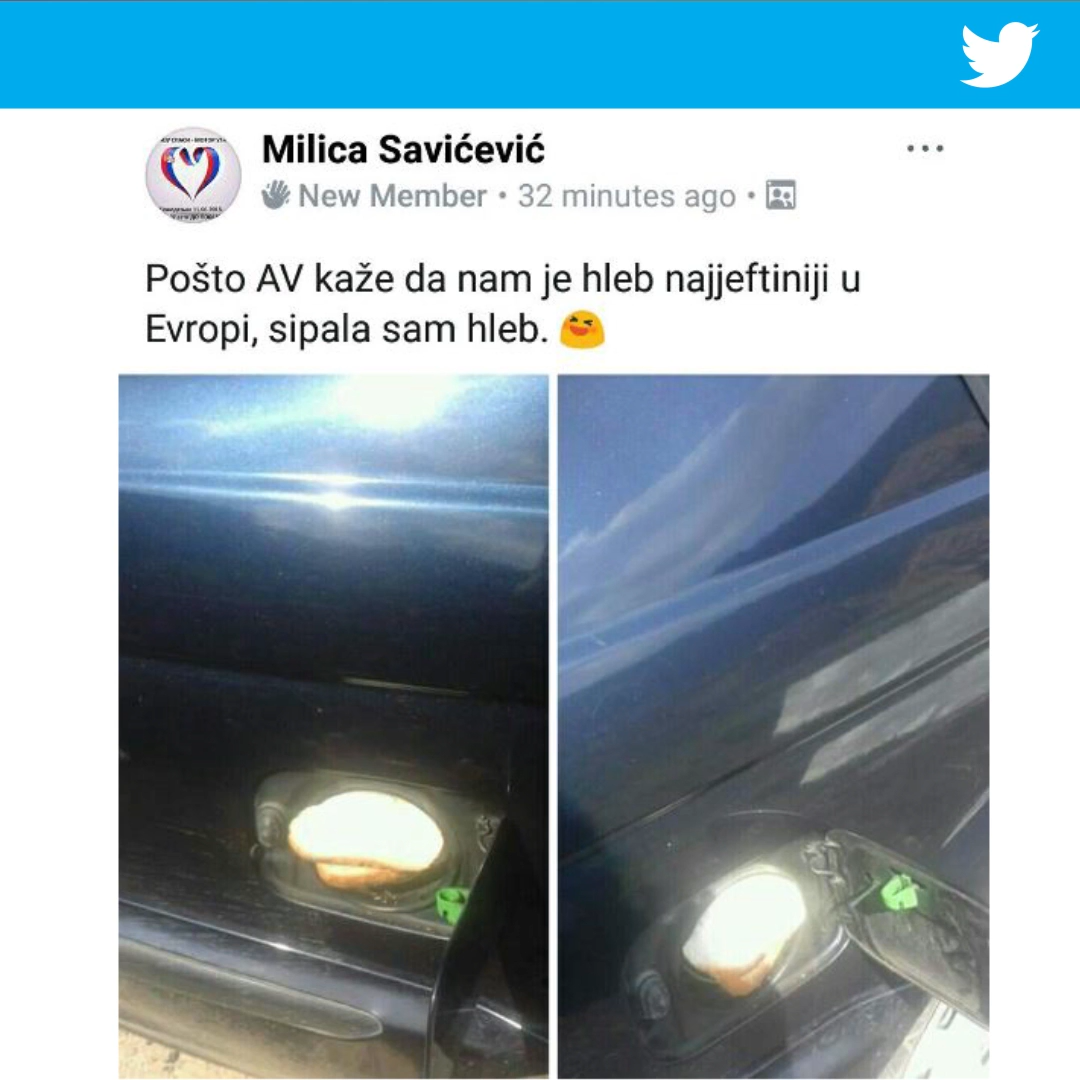 Milica Savićević
New Member • 32 minutes ago •
Pošto AV kaže da nam je hleb najjeftiniji u
Evropi, sipala sam hleb. 😆